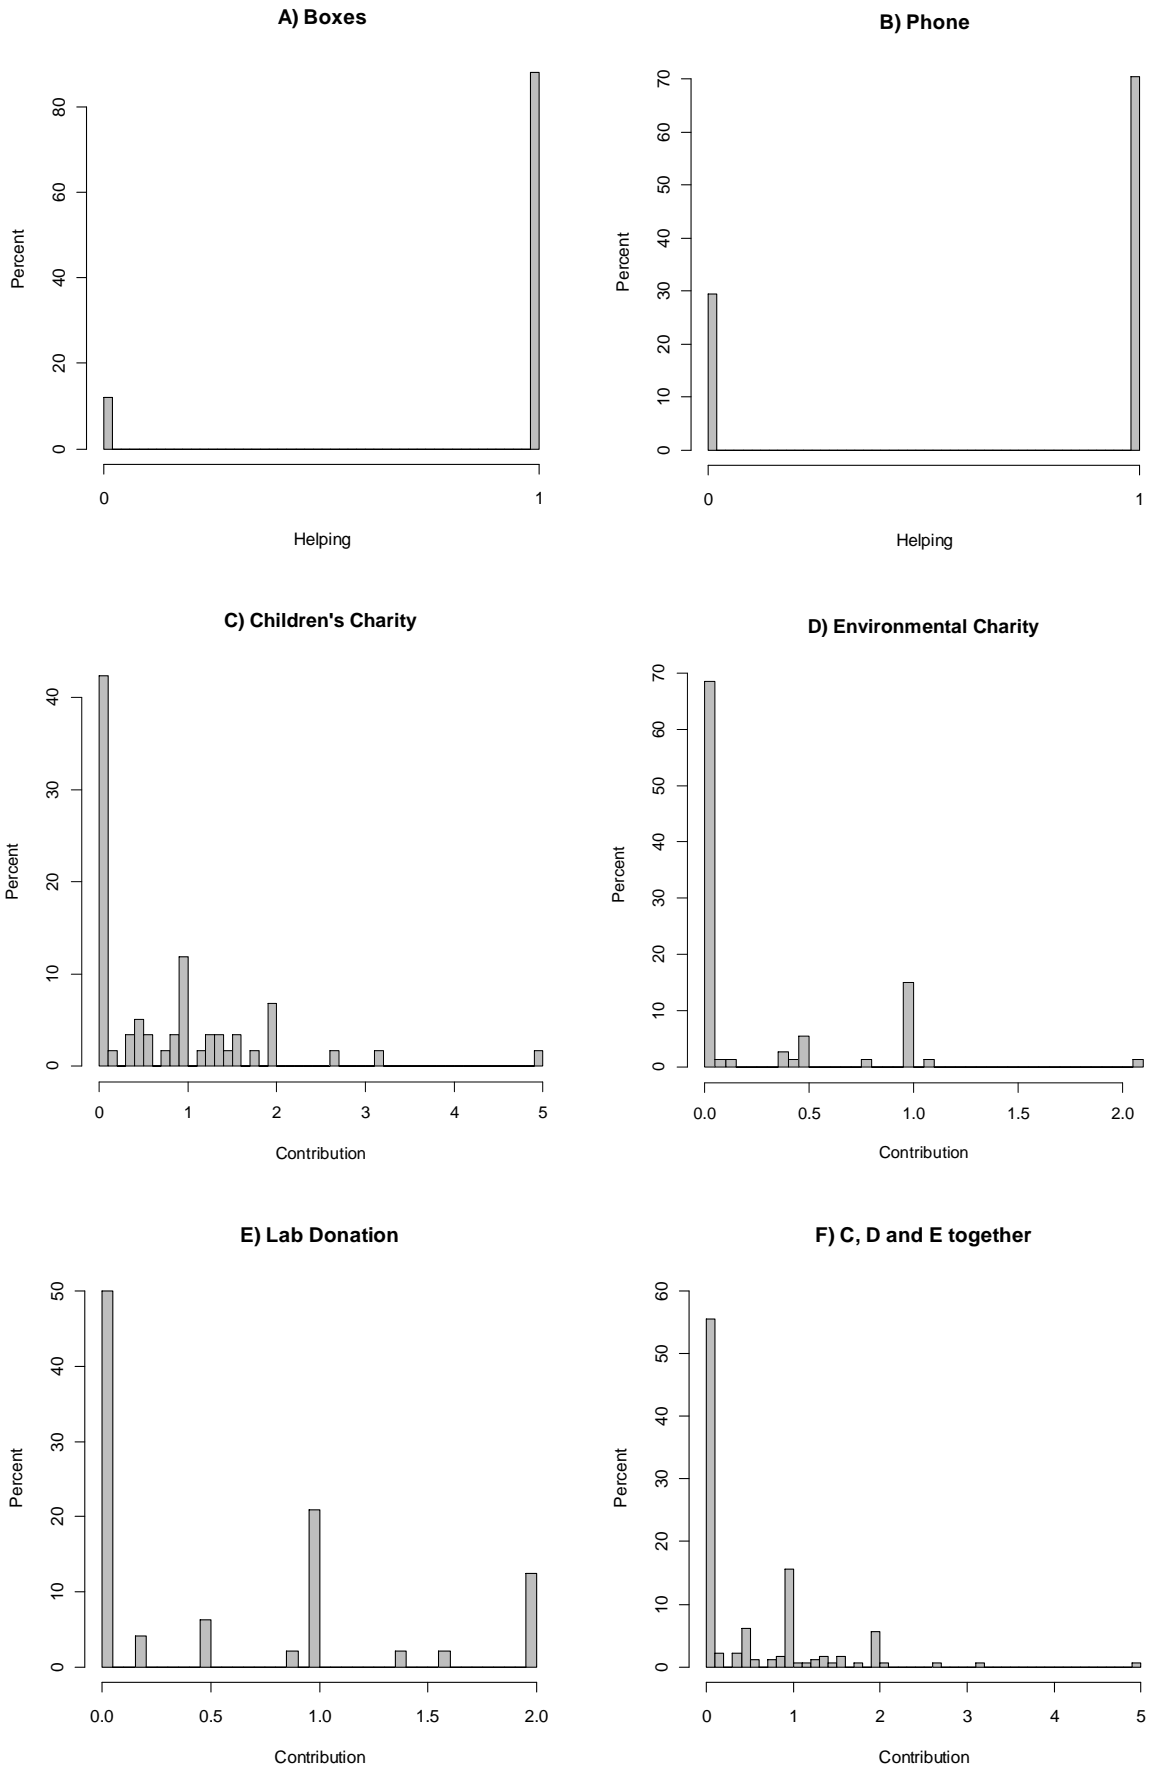 A) Boxes
Percent
80
60
40
20
0
0 1
Helping
B) Phone
Percent
70
60
50
40
30
20
10
0
0 1
Helping
C) Children's Charity
Percent
40
30
20
10
0
0 1 2 3 4 5
Contribution
D) Environmental Charity
Percent
70
60
50
40
30
20
10
0
0.0 0.5 1.0 1.5 2.0
Contribution
E) Lab Donation
Percent
50
40
30
20
10
0
0.0 0.5 1.0 1.5 2.0
Contribution
F) C, D and E together
Percent
60
50
40
30
20
10
0
0 1 2 3 4 5
Contribution